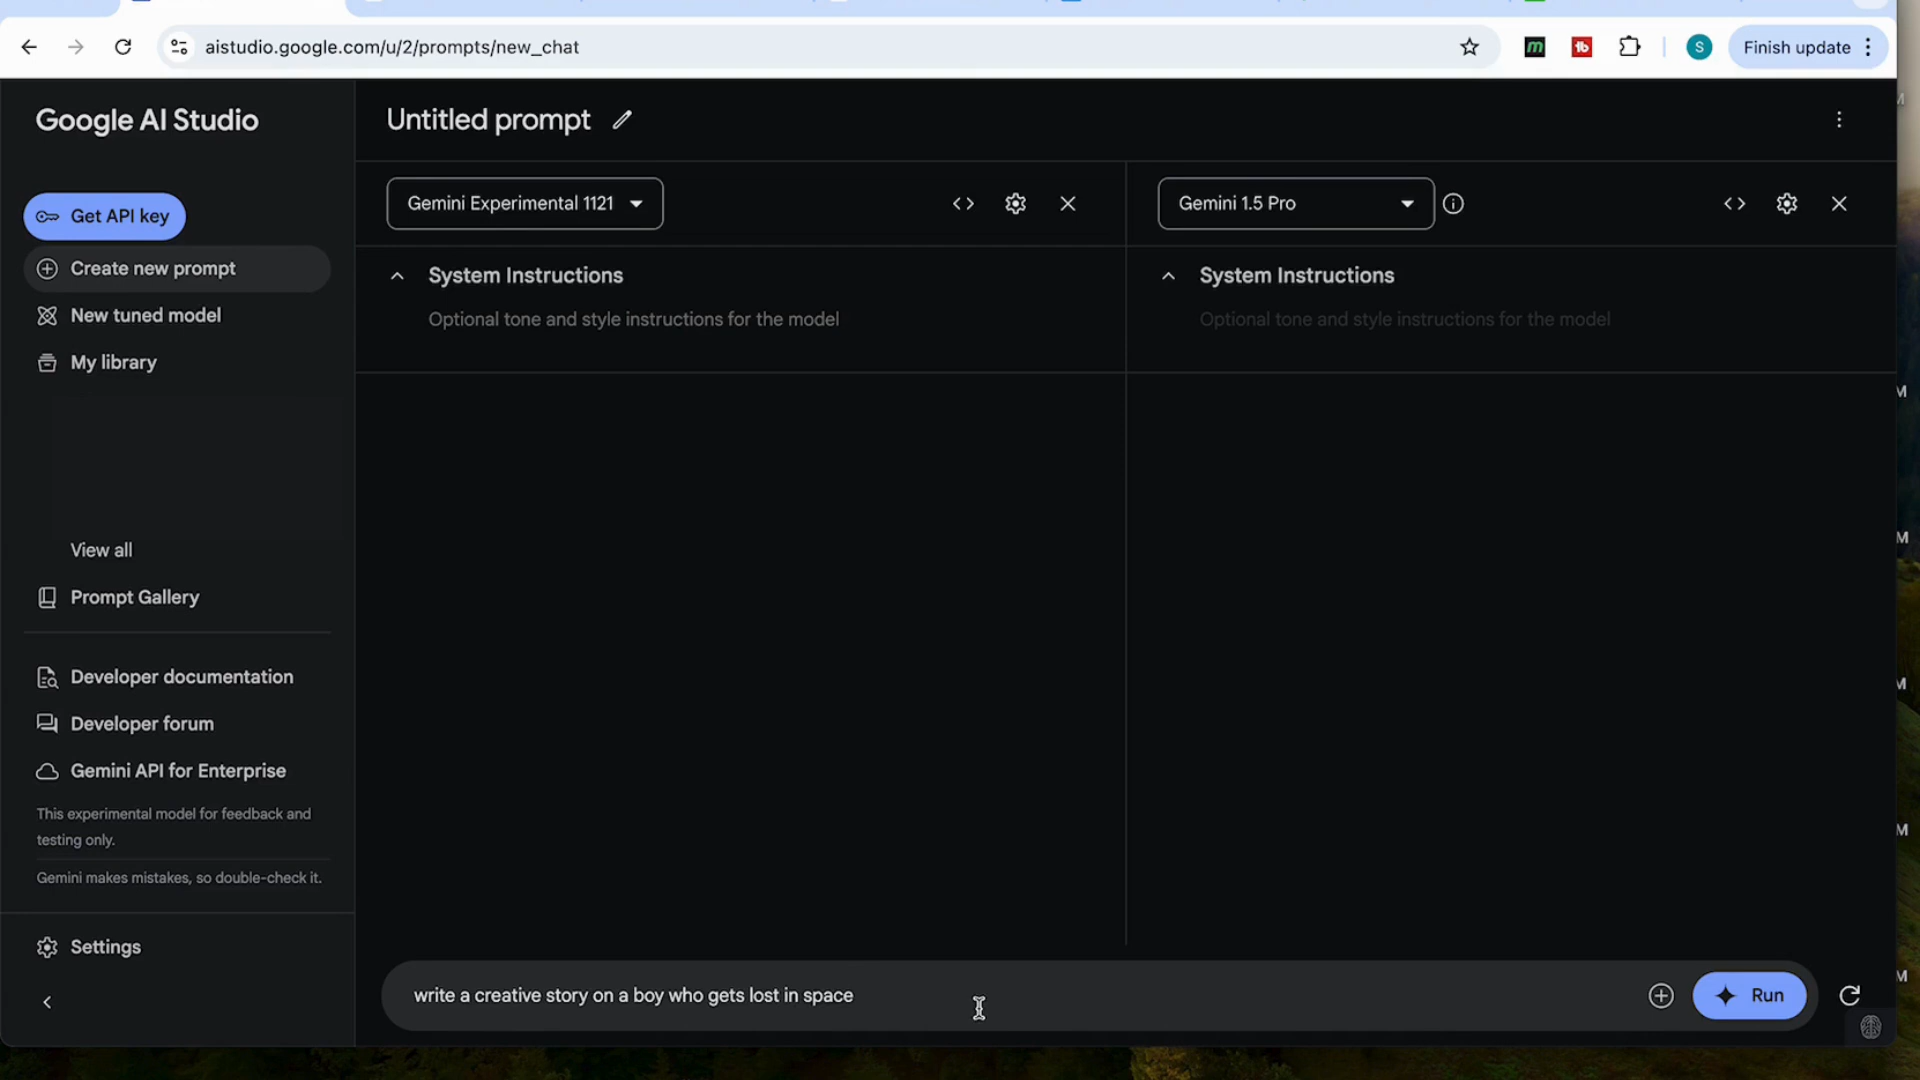 aistudio.google.com/u/2/prompts/new_chat
S
Finish update
Google AI Studio
Untitled prompt
Get API key
Create new prompt
New tuned model
My library
View all
Prompt Gallery
Developer documentation
Developer forum
Gemini API for Enterprise
This experimental model for feedback and
testing only.
Gemini makes mistakes, so double-check it.
Settings
Gemini Experimental 1121
System Instructions
Optional tone and style instructions for the model
Gemini 1.5 Pro
System Instructions
Optional tone and style instructions for the model
write a creative story on a boy who gets lost in space
Run
M
M
M
M
M